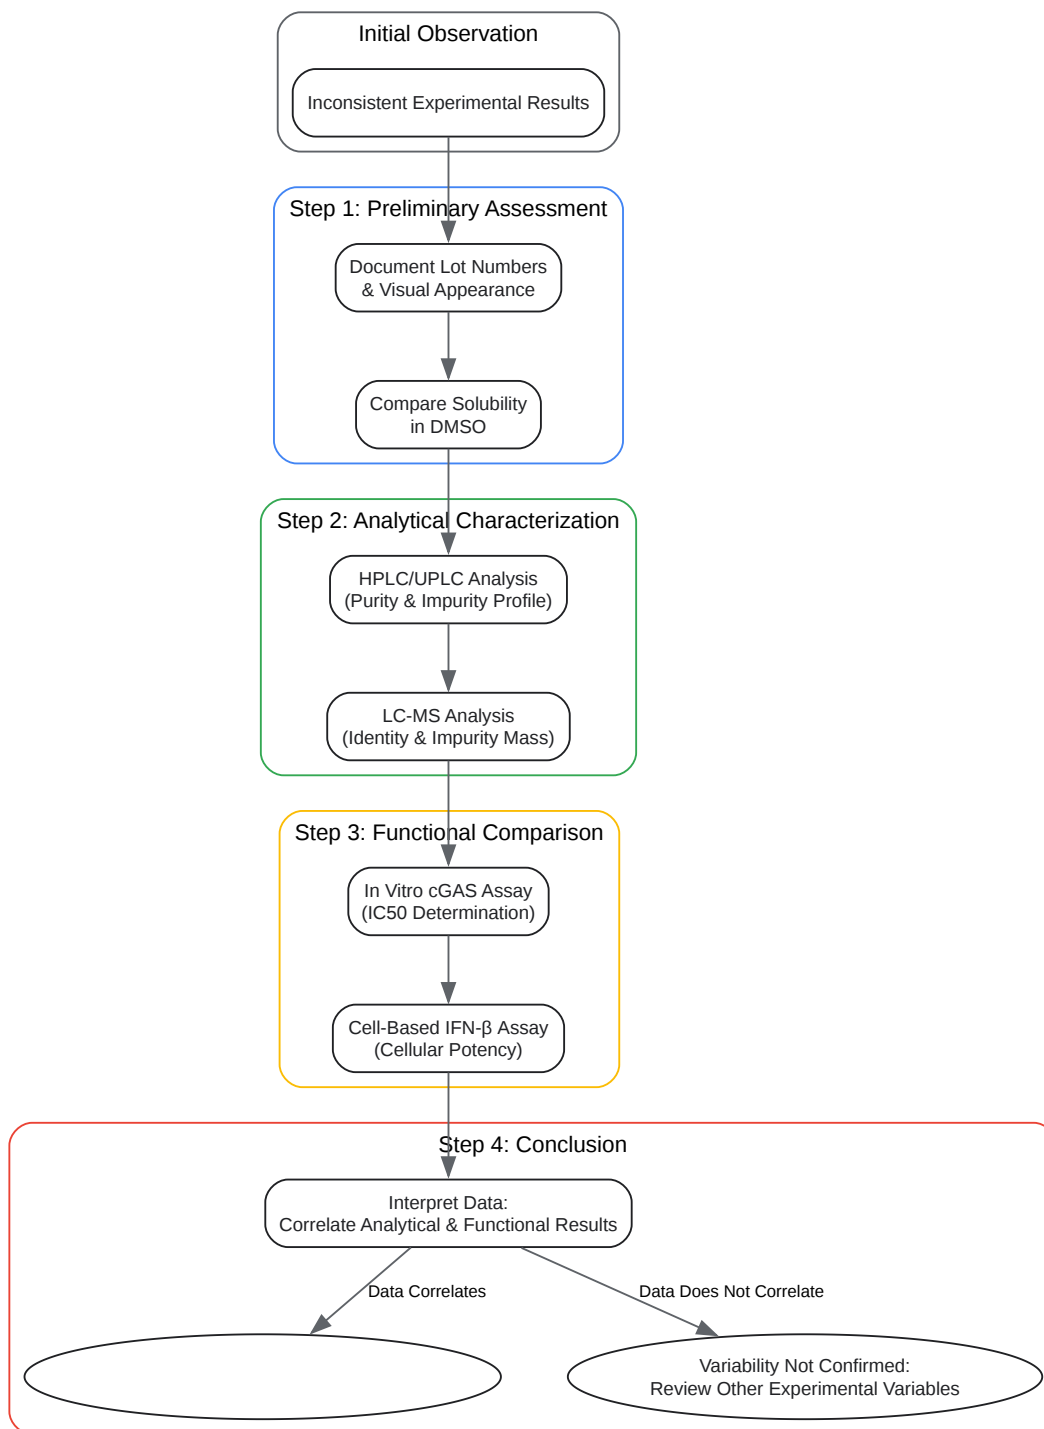 Initial Observation
Inconsistent Experimental Results
Step 1: Preliminary Assessment
Document Lot Numbers
& Visual Appearance
Compare Solubility
in DMSO
Step 2: Analytical Characterization
HPLC/UPLC Analysis
(Purity & Impurity Profile)
LC-MS Analysis
(Identity & Impurity Mass)
Step 3: Functional Comparison
In Vitro cGAS Assay
(IC50 Determination)
Cell-Based IFN-β Assay
(Cellular Potency)
Step 4: Conclusion
Interpret Data:
Correlate Analytical & Functional Results
Data Correlates
Data Does Not Correlate
Variability Not Confirmed:
Review Other Experimental Variables